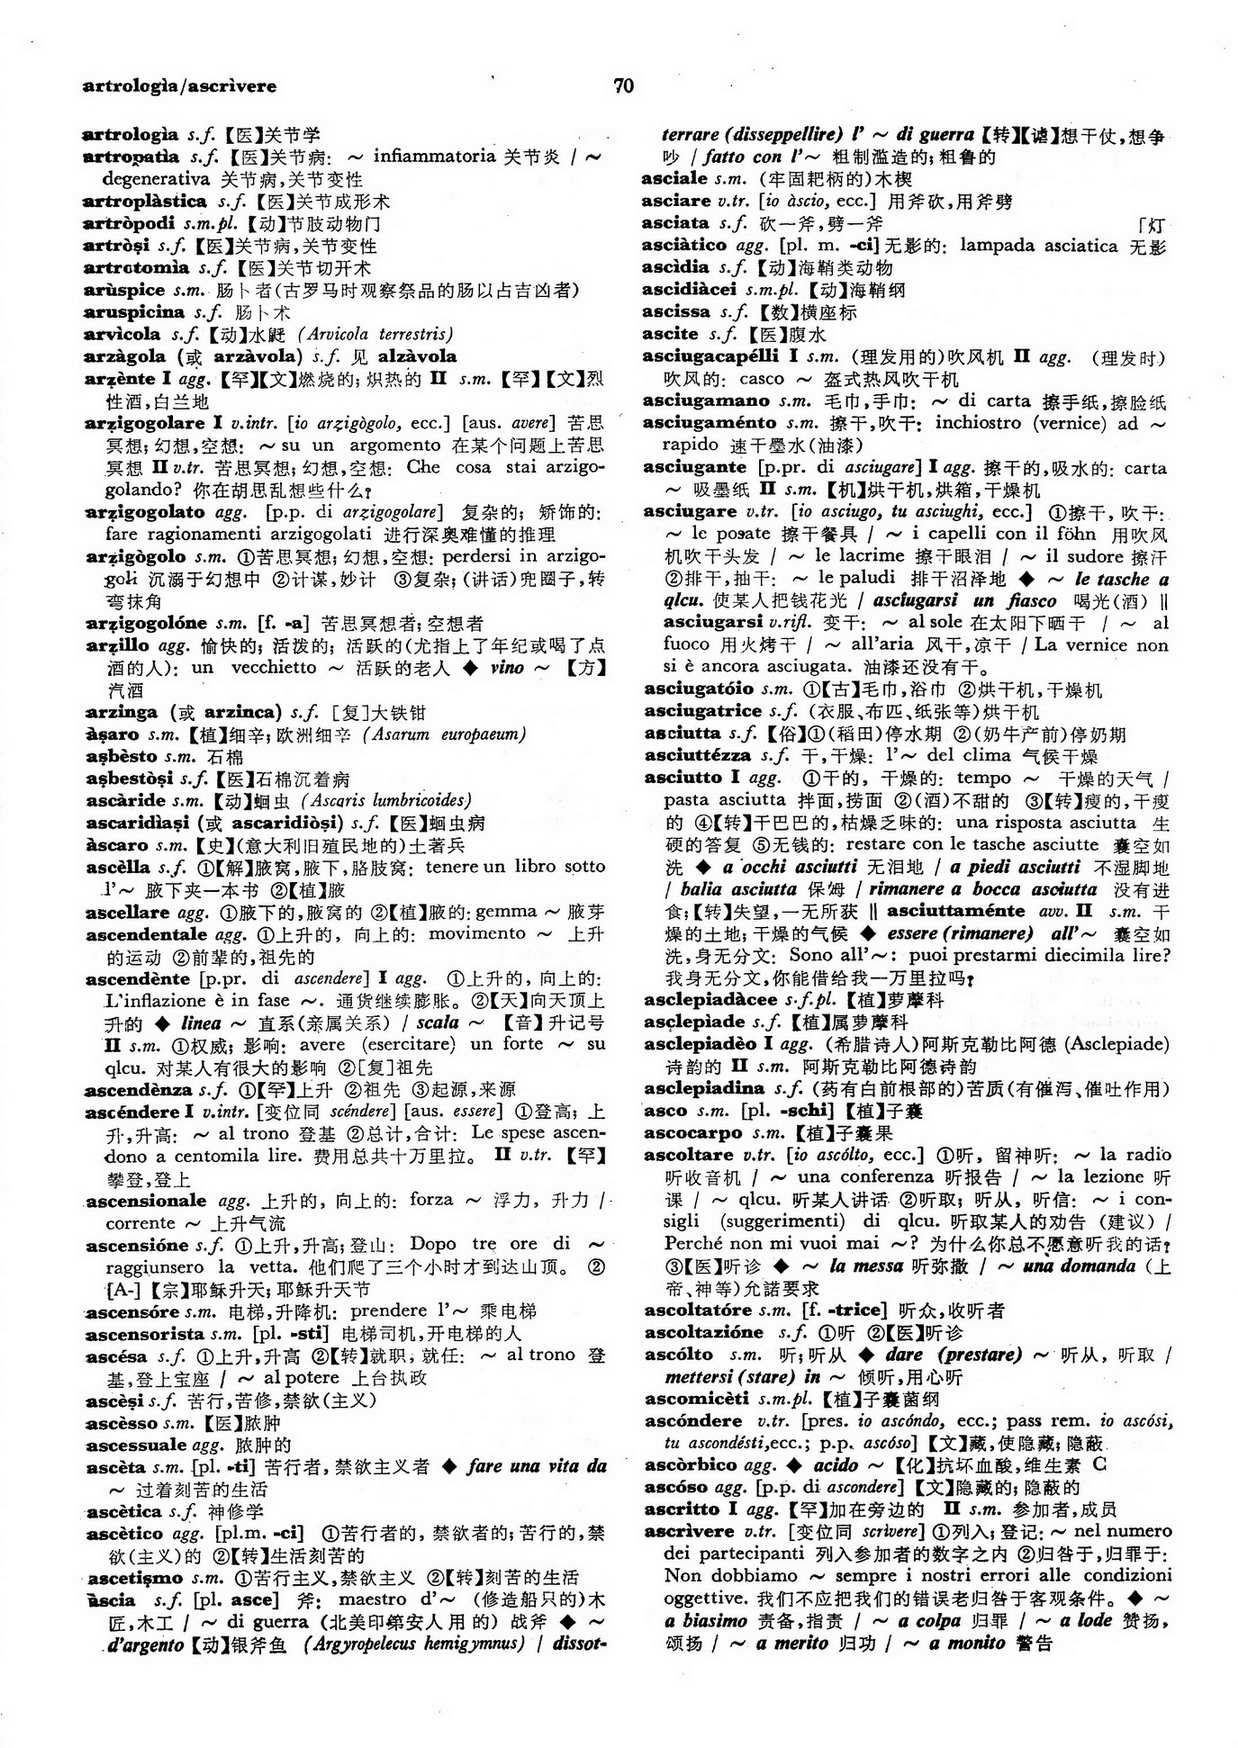 artrologìa/ascrìvere
70
artrologìa s.f.【医】关节学
artropatìa s.f.【医】关节病: ～ infiammatoria 关节炎 / ～
degenerativa 关节病,关节变性
artroplàstica s.f.【医】关节成形术
artròpodi s.m.pl.【动】节肢动物门
artròsi s.f.【医】关节病,关节变性
artrotomìa s.f.【医】关节切开术
arùspice s.m. 肠卜者(古罗马时观察祭品的肠以占吉凶者)
aruspicina s.f. 肠卜术
arvìcola s.f.【动】水䶄 (Arvicola terrestris)
arzàgola (或 arzàvola) s.f. 见 alzàvola
arzènte I agg.【罕】【文】燃烧的; 炽热的 II s.m.【罕】【文】烈
性酒,白兰地
arzigogolare I v.intr. [io arzigògolo, ecc.] [aus. avere] 苦思
冥想; 幻想,空想: ～ su un argomento 在某个问题上苦思
冥想 II v.tr. 苦思冥想; 幻想,空想: Che cosa stai arzigo-
golando? 你在胡思乱想些什么?
arzigogolato agg. [p.p. di arzigogolare] 复杂的; 矫饰的:
fare ragionamenti arzigogolati 进行深奥难懂的推理
arzigògolo s.m. ①苦思冥想; 幻想,空想: perdersi in arzigo-
goli 沉溺于幻想中 ②计谋,妙计 ③复杂; (讲话)兜圈子,转
弯抹角
arzigogolóne s.m. [f. -a] 苦思冥想者; 空想者
arzillo agg. 愉快的; 活泼的; 活跃的(尤指上了年纪或喝了点
酒的人): un vecchietto ～ 活跃的老人 ◆ vino ～ 【方】
汽酒
arzinga (或 arzinca) s.f. [复]大铁钳
àsaro s.m.【植】细辛; 欧洲细辛 (Asarum europaeum)
asbèsto s.m. 石棉
asbestòsi s.f.【医】石棉沉着病
ascàride s.m.【动】蛔虫 (Ascaris lumbricoides)
ascaridìasi (或 ascaridiòsi) s.f.【医】蛔虫病
àscaro s.m.【史】(意大利旧殖民地的)土著兵
ascèlla s.f. ①【解】腋窝,腋下,胳肢窝: tenere un libro sotto
l'～ 腋下夹一本书 ②【植】腋
ascellare agg. ①腋下的,腋窝的 ②【植】腋的: gemma ～ 腋芽
ascendentale agg. ①上升的, 向上的: movimento ～ 上升
的运动 ②前辈的,祖先的
ascendènte [p.pr. di ascendere] I agg. ①上升的, 向上的:
L'inflazione è in fase ～. 通货继续膨胀。②【天】向天顶上
升的 ◆ linea ～ 直系(亲属关系) / scala ～ 【音】升记号
II s.m. ①权威; 影响: avere (esercitare) un forte ～ su
qlcu. 对某人有很大的影响 ②[复]祖先
ascendènza s.f. ①【罕】上升 ②祖先 ③起源,来源
ascéndere I v.intr. [变位同 scéndere] [aus. essere] ①登高; 上
升,升高: ～ al trono 登基 ②总计,合计: Le spese ascen-
dono a centomila lire. 费用总共十万里拉。 II v.tr. 【罕】
攀登,登上
ascensionale agg. 上升的, 向上的: forza ～ 浮力, 升力 /
corrente ～ 上升气流
ascensióne s.f. ①上升,升高; 登山: Dopo tre ore di ～
raggiunsero la vetta. 他们爬了三个小时才到达山顶。 ②
[A-]【宗】耶稣升天; 耶稣升天节
ascensóre s.m. 电梯,升降机: prendere l'～ 乘电梯
ascensorista s.m. [pl. -sti] 电梯司机,开电梯的人
ascésa s.f. ①上升,升高 ②【转】就职, 就任: ～ al trono 登
基,登上宝座 / ～ al potere 上台执政
ascèsi s.f. 苦行,苦修,禁欲(主义)
ascèsso s.m.【医】脓肿
ascessuale agg. 脓肿的
ascèta s.m. [pl. -ti] 苦行者, 禁欲主义者 ◆ fare una vita da
～ 过着刻苦的生活
ascètica s.f. 神修学
ascètico agg. [pl.m. -ci] ①苦行者的, 禁欲者的; 苦行的,禁
欲(主义)的 ②【转】生活刻苦的
ascetismo s.m. ①苦行主义,禁欲主义 ②【转】刻苦的生活
àscia s.f. [pl. asce] 斧: maestro d'～ (修造船只的)木
匠,木工 / ～ di guerra (北美印第安人用的) 战斧 ◆ ～
d'argento【动】银斧鱼 (Argyropelecus hemigymnus) / dissot-
terrare (disseppellire) l' ～ di guerra【转】【谑】想干仗,想争
吵 / fatto con l'～ 粗制滥造的; 粗鲁的
asciale s.m. (牢固耙柄的)木楔
asciare v.tr. [io àscio, ecc.] 用斧砍,用斧劈
asciata s.f. 砍一斧,劈一斧 「灯
asciàtico agg. [pl. m. -ci] 无影的: lampada asciatica 无影
ascìdia s.f.【动】海鞘类动物
ascidiàcei s.m.pl.【动】海鞘纲
ascissa s.f.【数】横座标
ascite s.f.【医】腹水
asciugacapélli I s.m. (理发用的)吹风机 II agg. (理发时)
吹风的: casco ～ 盔式热风吹干机
asciugamano s.m. 毛巾,手巾: ～ di carta 擦手纸,擦脸纸
asciugaménto s.m. 擦干,吹干: inchiostro (vernice) ad ～
rapido 速干墨水(油漆)
asciugante [p.pr. di asciugare] I agg. 擦干的,吸水的: carta
～ 吸墨纸 II s.m.【机】烘干机,烘箱,干燥机
asciugare v.tr. [io asciugo, tu asciughi, ecc.] ①擦干, 吹干:
～ le posate 擦干餐具 / ～ i capelli con il föhn 用吹风
机吹干头发 / ～ le lacrime 擦干眼泪 / ～ il sudore 擦汗
②排干,抽干: ～ le paludi 排干沼泽地 ◆ ～ le tasche a
qlcu. 使某人把钱花光 / asciugarsi un fiasco 喝光(酒) ‖
asciugarsi v.rifl. 变干: ～ al sole 在太阳下晒干 / ～ al
fuoco 用火烤干 / ～ all'aria 风干,凉干 / La vernice non
si è ancora asciugata. 油漆还没有干。
asciugatóio s.m. ①【古】毛巾,浴巾 ②烘干机,干燥机
asciugatrice s.f. (衣服、布匹、纸张等)烘干机
asciutta s.f.【俗】①(稻田)停水期 ②(奶牛产前)停奶期
asciuttézza s.f. 干,干燥: l'～ del clima 气候干燥
asciutto I agg. ①干的, 干燥的: tempo ～ 干燥的天气 /
pasta asciutta 拌面,捞面 ②(酒)不甜的 ③【转】瘦的,干瘦
的 ④【转】干巴巴的,枯燥乏味的: una risposta asciutta 生
硬的答复 ⑤无钱的: restare con le tasche asciutte 囊空如
洗 ◆ a occhi asciutti 无泪地 / a piedi asciutti 不湿脚地
/ balia asciutta 保姆 / rimanere a bocca asciutta 没有进
食;【转】失望,一无所获 ‖ asciuttaménte avv. II s.m. 干
燥的土地; 干燥的气候 ◆ essere (rimanere) all'～ 囊空如
洗,身无分文: Sono all'～: puoi prestarmi diecimila lire?
我身无分文,你能借给我一万里拉吗?
asclepiadàcee s.f.pl.【植】萝藦科
asclepìade s.f.【植】属萝藦科
asclepiadèo I agg. (希腊诗人)阿斯克勒比阿德 (Asclepiade)
诗韵的 II s.m. 阿斯克勒比阿德诗韵
asclepiadina s.f. (药有白前根部的)苦质(有催泻、催吐作用)
asco s.m. [pl. -schi]【植】子囊
ascocarpo s.m.【植】子囊果
ascoltare v.tr. [io ascólto, ecc.] ①听, 留神听: ～ la radio
听收音机 / ～ una conferenza 听报告 / ～ la lezione 听
课 / ～ qlcu. 听某人讲话 ②听取; 听从, 听信: ～ i con-
sigli (suggerimenti) di qlcu. 听取某人的劝告 (建议) /
Perché non mi vuoi mai ～? 为什么你总不愿意听我的话?
③【医】听诊 ◆ ～ la messa 听弥撒 / ～ una domanda (上
帝、神等)允諾要求
ascoltatóre s.m. [f. -trice] 听众,收听者
ascoltazióne s.f. ①听 ②【医】听诊
ascólto s.m. 听; 听从 ◆ dare (prestare) ～ 听从, 听取 /
mettersi (stare) in ～ 倾听,用心听
ascomicèti s.m.pl.【植】子囊菌纲
ascóndere v.tr. [pres. io ascóndo, ecc.; pass rem. io ascósi,
tu ascondésti,ecc.; p.p. ascóso]【文】藏,使隐藏; 隐蔽
ascòrbico agg. ◆ acido ～【化】抗坏血酸,维生素 C
ascóso agg. [p.p. di ascondere]【文】隐藏的; 隐蔽的
ascritto I agg.【罕】加在旁边的 II s.m. 参加者,成员
ascrìvere v.tr. [变位同 scrìvere] ①列入; 登记: ～ nel numero
dei partecipanti 列入参加者的数字之内 ②归咎于,归罪于:
Non dobbiamo ～ sempre i nostri errori alle condizioni
oggettive. 我们不应把我们的错误老归咎于客观条件。◆ ～
a biasimo 责备,指责 / ～ a colpa 归罪 / ～ a lode 赞扬,
颂扬 / ～ a merito 归功 / ～ a monito 警告